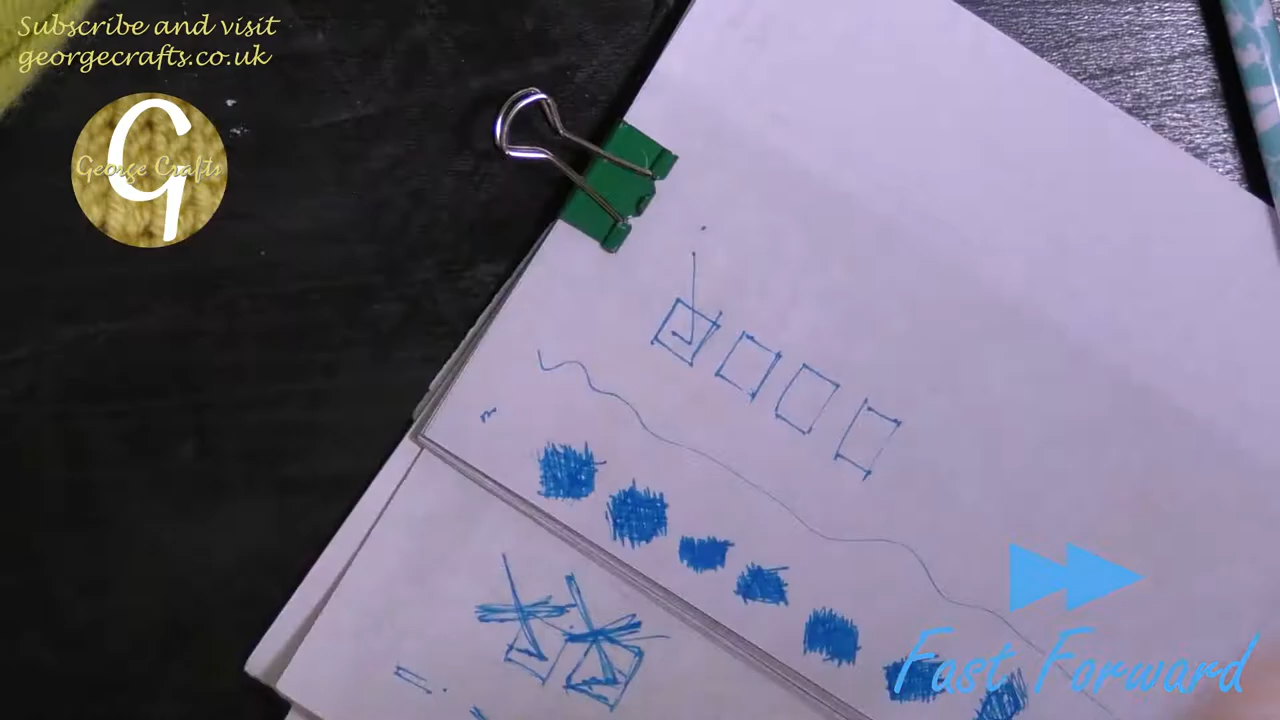 Subscribe and visit
georgecrafts.co.uk
G
George Crafts
Fast Forward